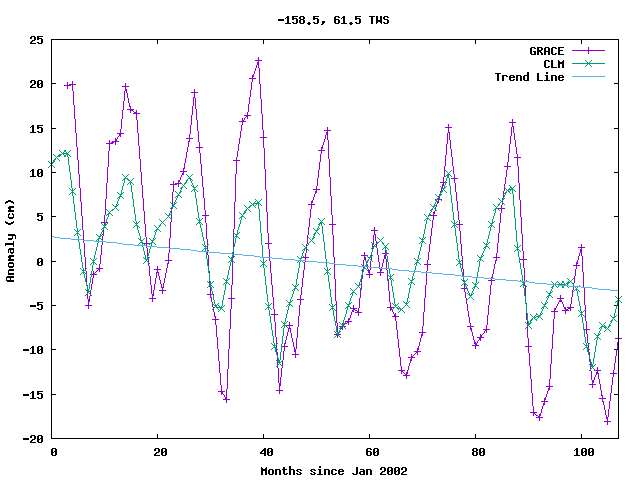 -158.5, 61.5 TWS
GRACE
CLM
Trend Line
25
20
15
10
5
0
-5
-10
-15
-20
Anomaly (cm)
0 20 40 60 80 100
Months since Jan 2002